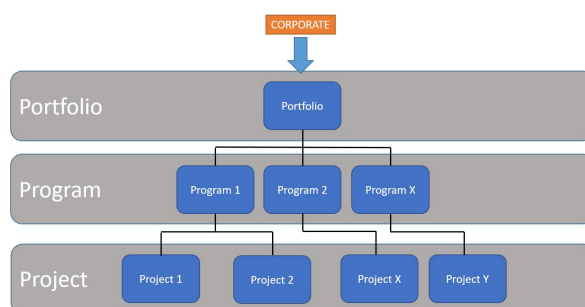 CORPORATE
Portfolio
Portfolio
Program
Program 1
Program 2
Program X
Project
Project 1
Project 2
Project X
Project Y